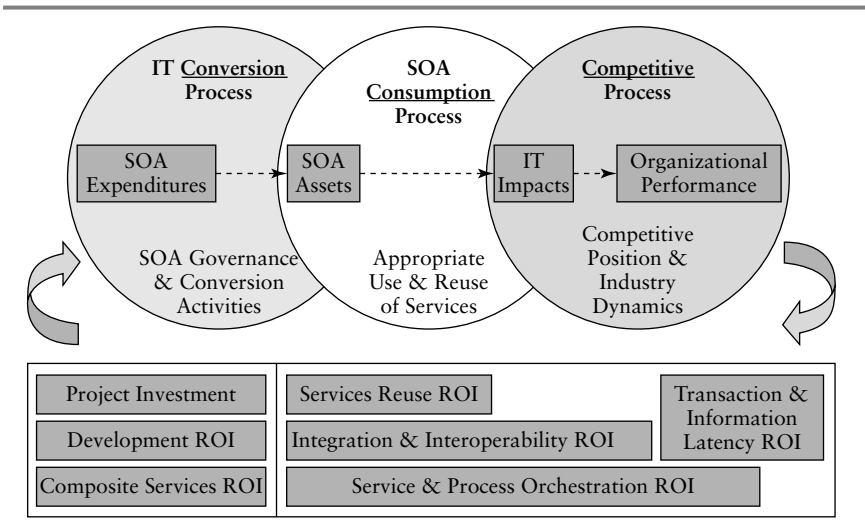 IT Conversion
Process
SOA
Consumption
Process
Competitive
Process
SOA
Expenditures
SOA
Assets
IT
Impacts
Organizational
Performance
SOA Governance
& Conversion
Activities
Appropriate
Use & Reuse
of Services
Competitive
Position &
Industry
Dynamics
Project Investment
Development ROI
Composite Services ROI
Services Reuse ROI
Integration & Interoperability ROI
Transaction &
Information
Latency ROI
Service & Process Orchestration ROI